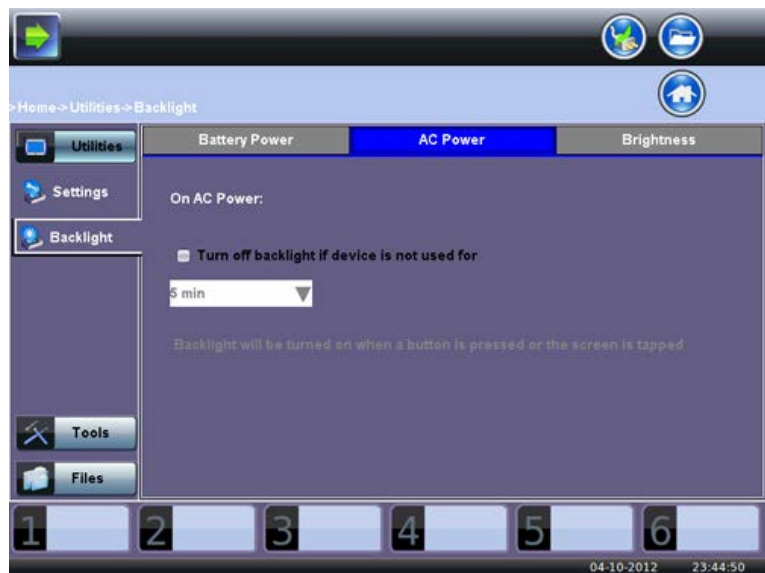 >Home->Utilities->Backlight
Utilities
Battery Power
AC Power
Brightness
Settings
On AC Power:
Backlight
Turn off backlight if device is not used for
5 min
Backlight will be turned on when a button is pressed or the screen is tapped
Tools
Files
1 2 3 4 5 6
04-10-2012 23:44:50